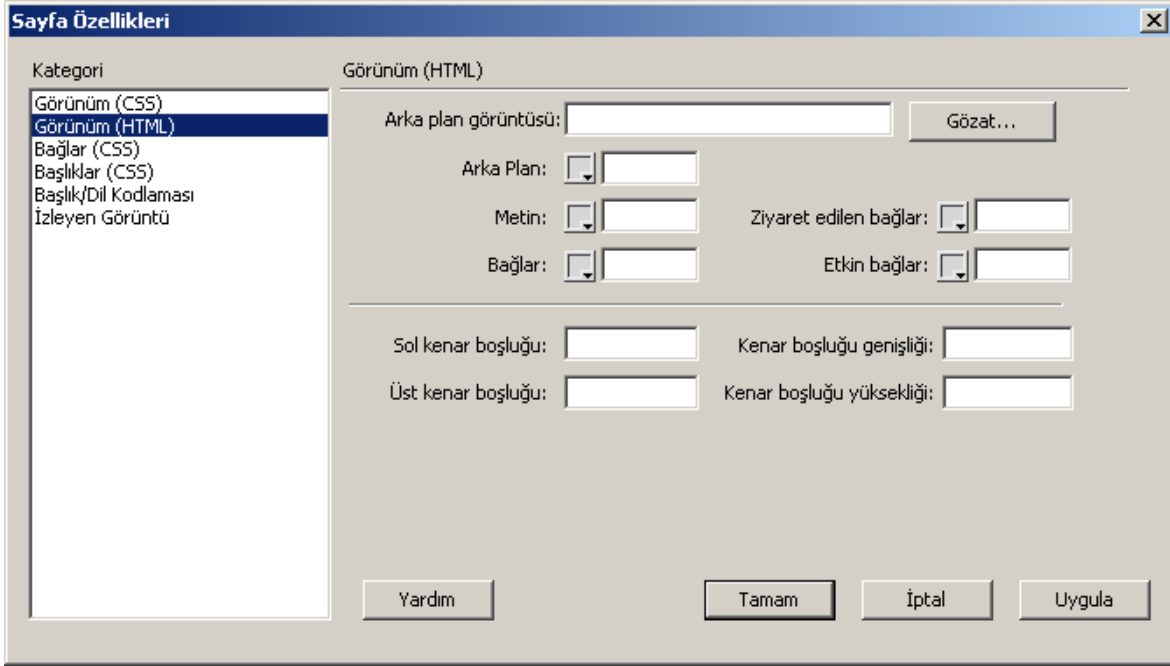 Sayfa Özellikleri
Kategori
Görünüm (CSS)
Görünüm (HTML)
Bağlar (CSS)
Başlıklar (CSS)
Başlık/Dil Kodlaması
İzleyen Görüntü
Görünüm (HTML)
Arka plan görüntüsü: Gözat...
Arka Plan:
Metin: Ziyaret edilen bağlar:
Bağlar: Etkin bağlar:
Sol kenar boşluğu: Kenar boşluğu genişliği:
Üst kenar boşluğu: Kenar boşluğu yüksekliği:
Yardım Tamam İptal Uygula